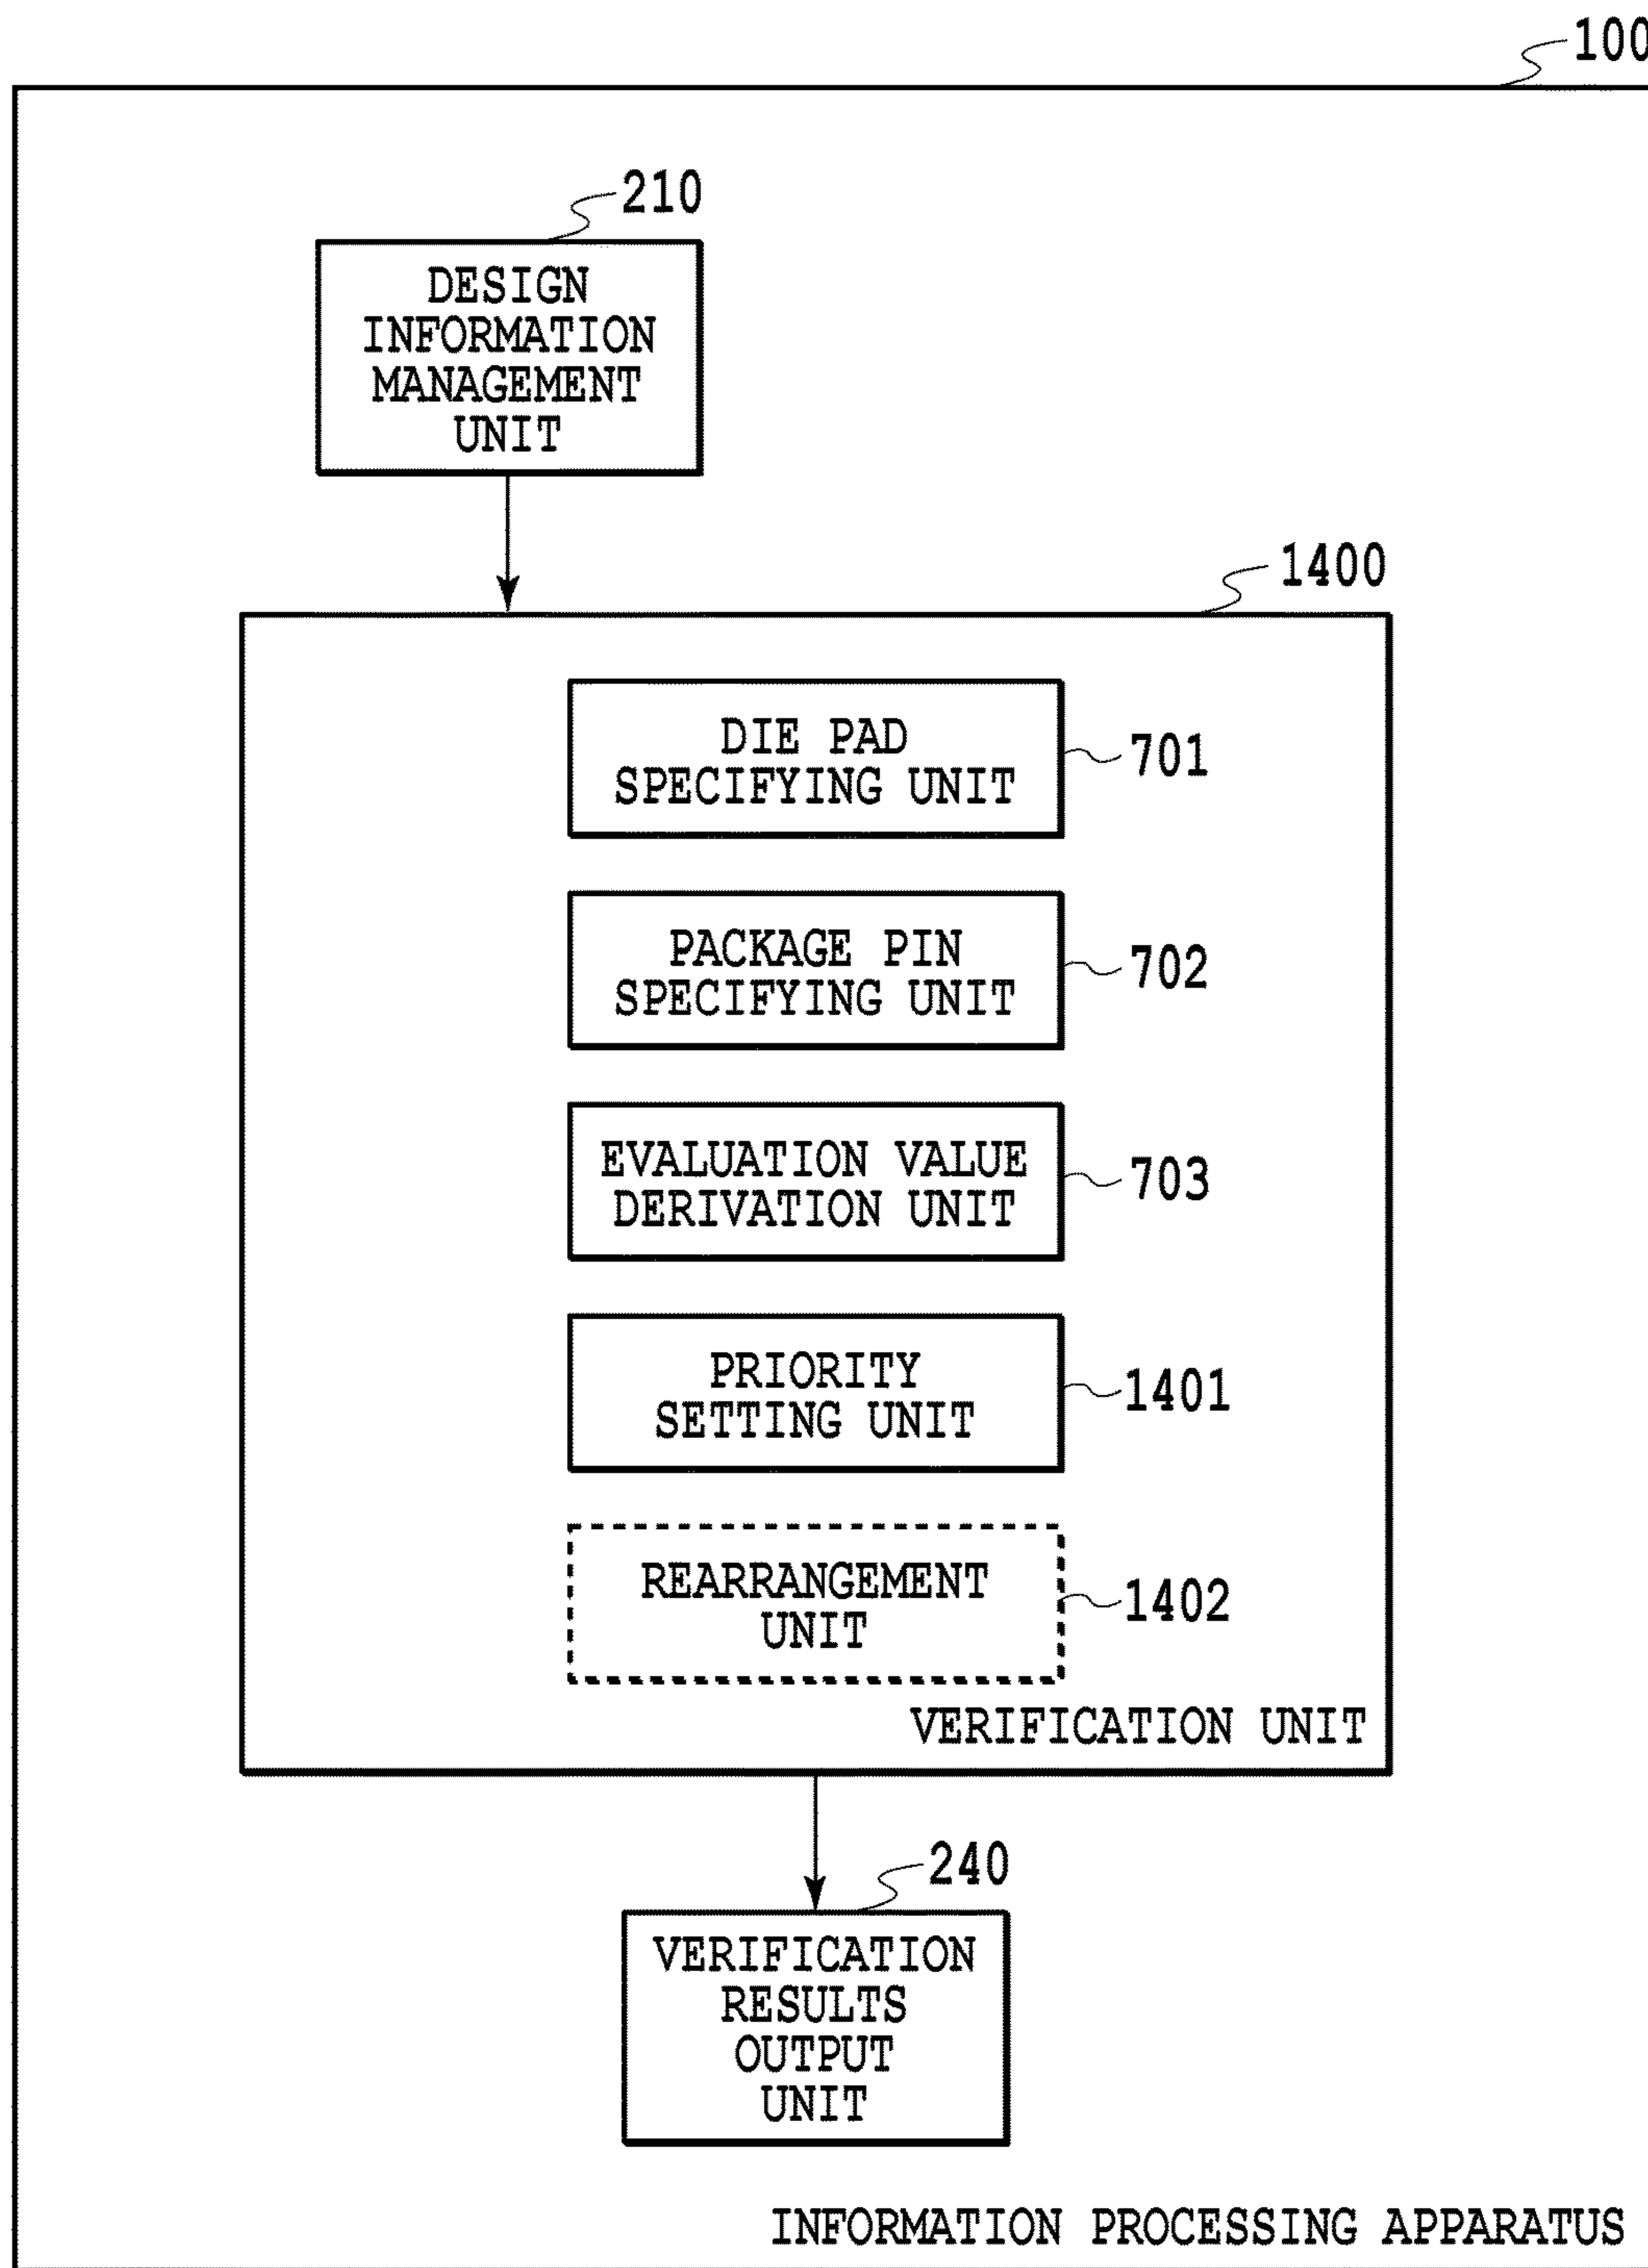 100
210
DESIGN
INFORMATION
MANAGEMENT
UNIT
1400
DIE PAD
SPECIFYING UNIT
701
PACKAGE PIN
SPECIFYING UNIT
702
EVALUATION VALUE
DERIVATION UNIT
703
PRIORITY
SETTING UNIT
1401
REARRANGEMENT
UNIT
1402
VERIFICATION UNIT
240
VERIFICATION
RESULTS
OUTPUT
UNIT
INFORMATION PROCESSING APPARATUS